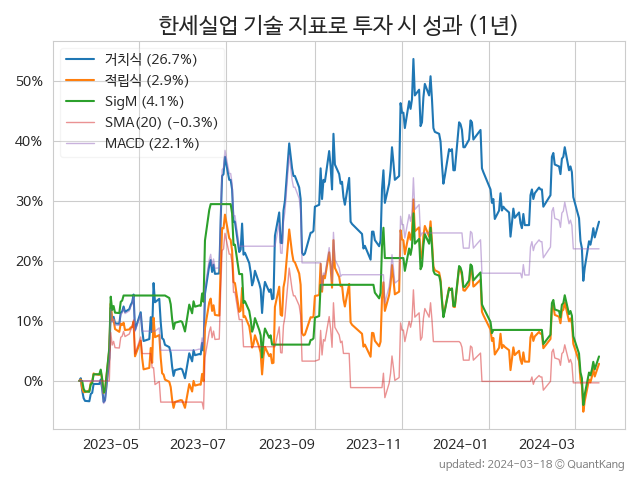 한세실업 기술 지표로 투자 시 성과 (1년)
거치식 (26.7%)
적립식 (2.9%)
SigM (4.1%)
SMA(20) (−0.3%)
MACD (22.1%)
50%
40%
30%
20%
10%
0%
2023-05
2023-07
2023-09
2023-11
2024-01
2024-03
updated: 2024-03-18 © QuantKang